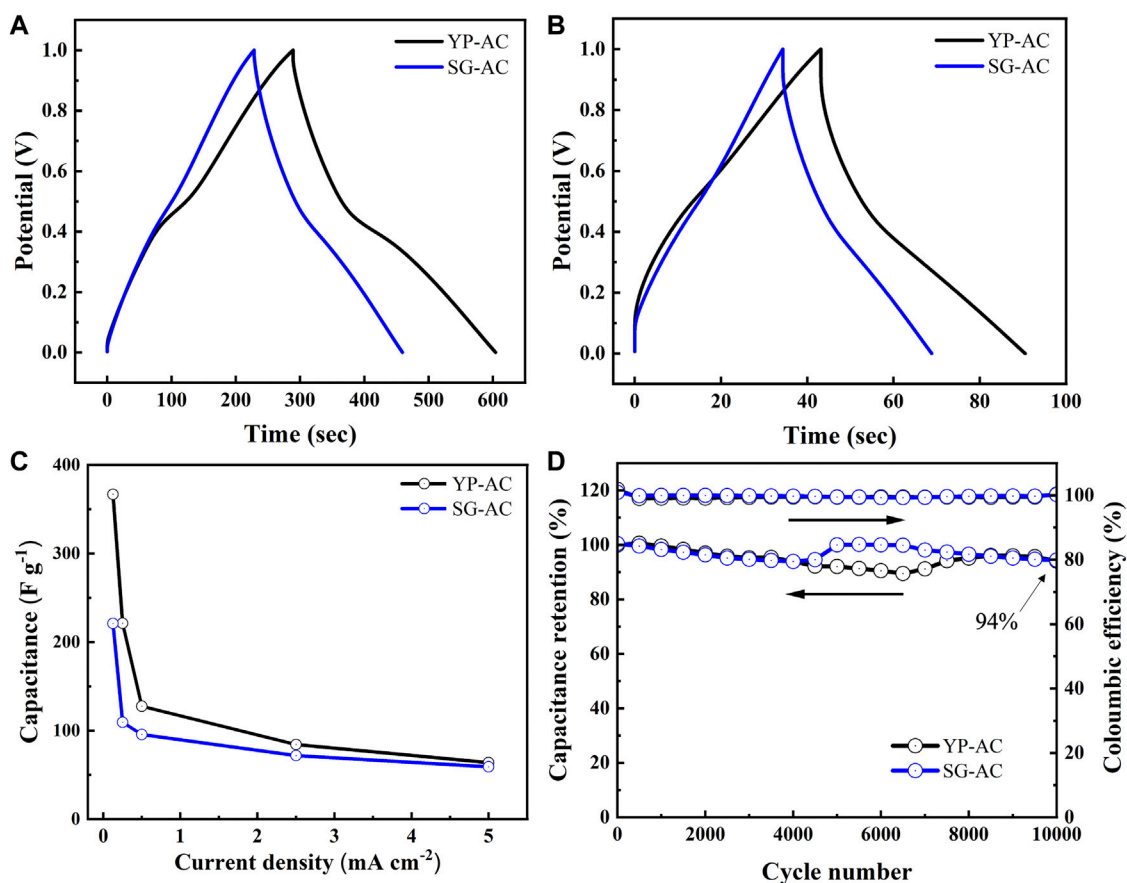 A
YP-AC
SG-AC
1.0
0.8
0.6
0.4
0.2
0.0
Potential (V)
0
100
200
300
400
500
600
Time (sec)
B
YP-AC
SG-AC
1.0
0.8
0.6
0.4
0.2
0.0
Potential (V)
0
20
40
60
80
100
Time (sec)
C
YP-AC
SG-AC
400
300
200
100
0
Capacitance (F g⁻¹)
0
1
2
3
4
5
Current density (mA cm⁻²)
D
120
100
80
60
40
20
0
Capacitance retention (%)
100
80
60
40
20
0
Coloumbic efficiency (%)
94%
YP-AC
SG-AC
0
2000
4000
6000
8000
10000
Cycle number